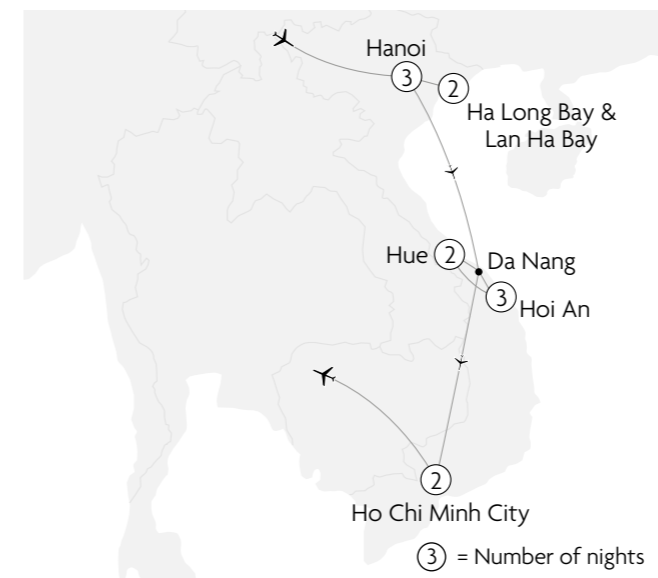 Hanoi
3
2
Ha Long Bay &
Lan Ha Bay
Hue
2
Da Nang
3
Hoi An
2
Ho Chi Minh City
3 = Number of nights